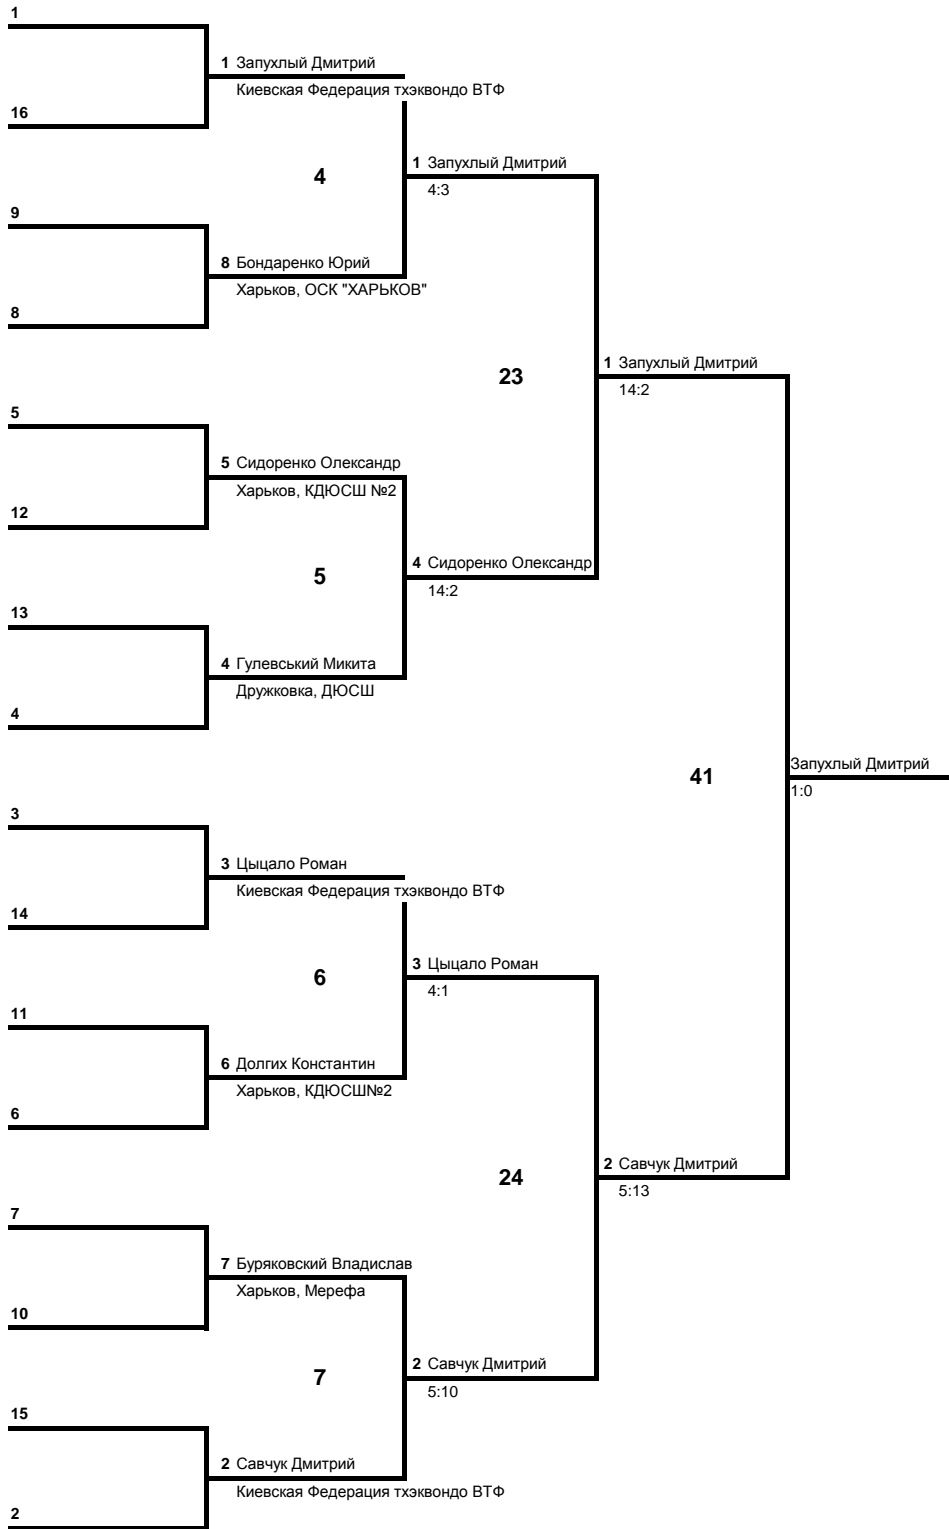 1
1 Запухлый Дмитрий
Киевская Федерация тхэквондо ВТФ
16
4
1 Запухлый Дмитрий
4:3
9
8 Бондаренко Юрий
Харьков, ОСК "ХАРЬКОВ"
8
23
1 Запухлый Дмитрий
14:2
5
5 Сидоренко Олександр
Харьков, КДЮСШ №2
12
5
4 Сидоренко Олександр
14:2
13
4 Гулевський Микита
Дружковка, ДЮСШ
4
41
Запухлый Дмитрий
1:0
3
3 Цыцало Роман
Киевская Федерация тхэквондо ВТФ
14
6
3 Цыцало Роман
4:1
11
6 Долгих Константин
Харьков, КДЮСШ№2
6
24
2 Савчук Дмитрий
5:13
7
7 Буряковский Владислав
Харьков, Мерефа
10
7
2 Савчук Дмитрий
5:10
15
2 Савчук Дмитрий
Киевская Федерация тхэквондо ВТФ
2